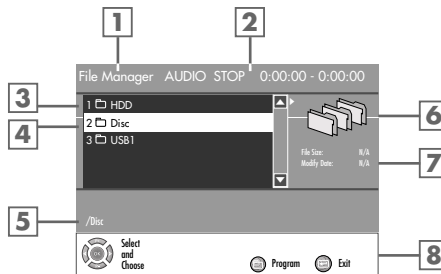 1
2
File Manager AUDIO STOP 0:00:00 - 0:00:00
3
1 HDD
4
2 Disc
3 USB1
6
File Size: N/A
Modify Date: N/A
7
5
/Disc
Select
and
Choose
Program
Exit
8